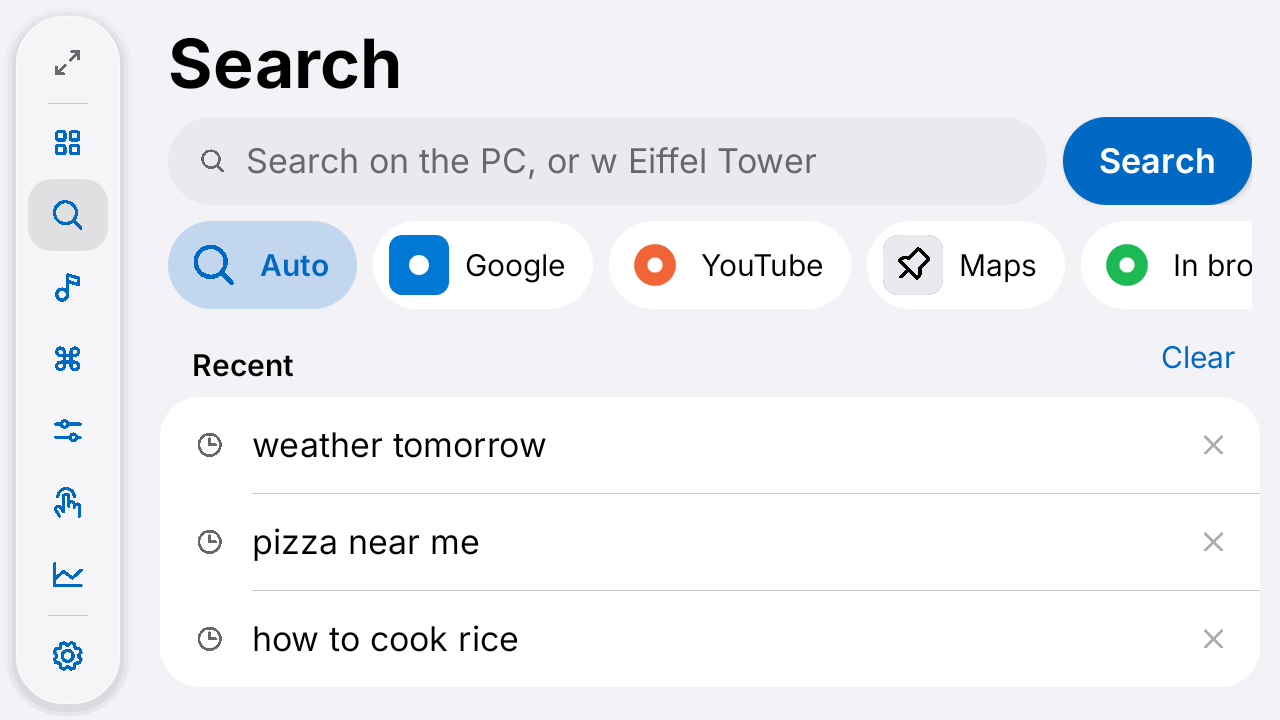 Search
Search on the PC, or w Eiffel Tower
Search
Auto
Google
YouTube
Maps
In bro
Recent
Clear
weather tomorrow
pizza near me
how to cook rice